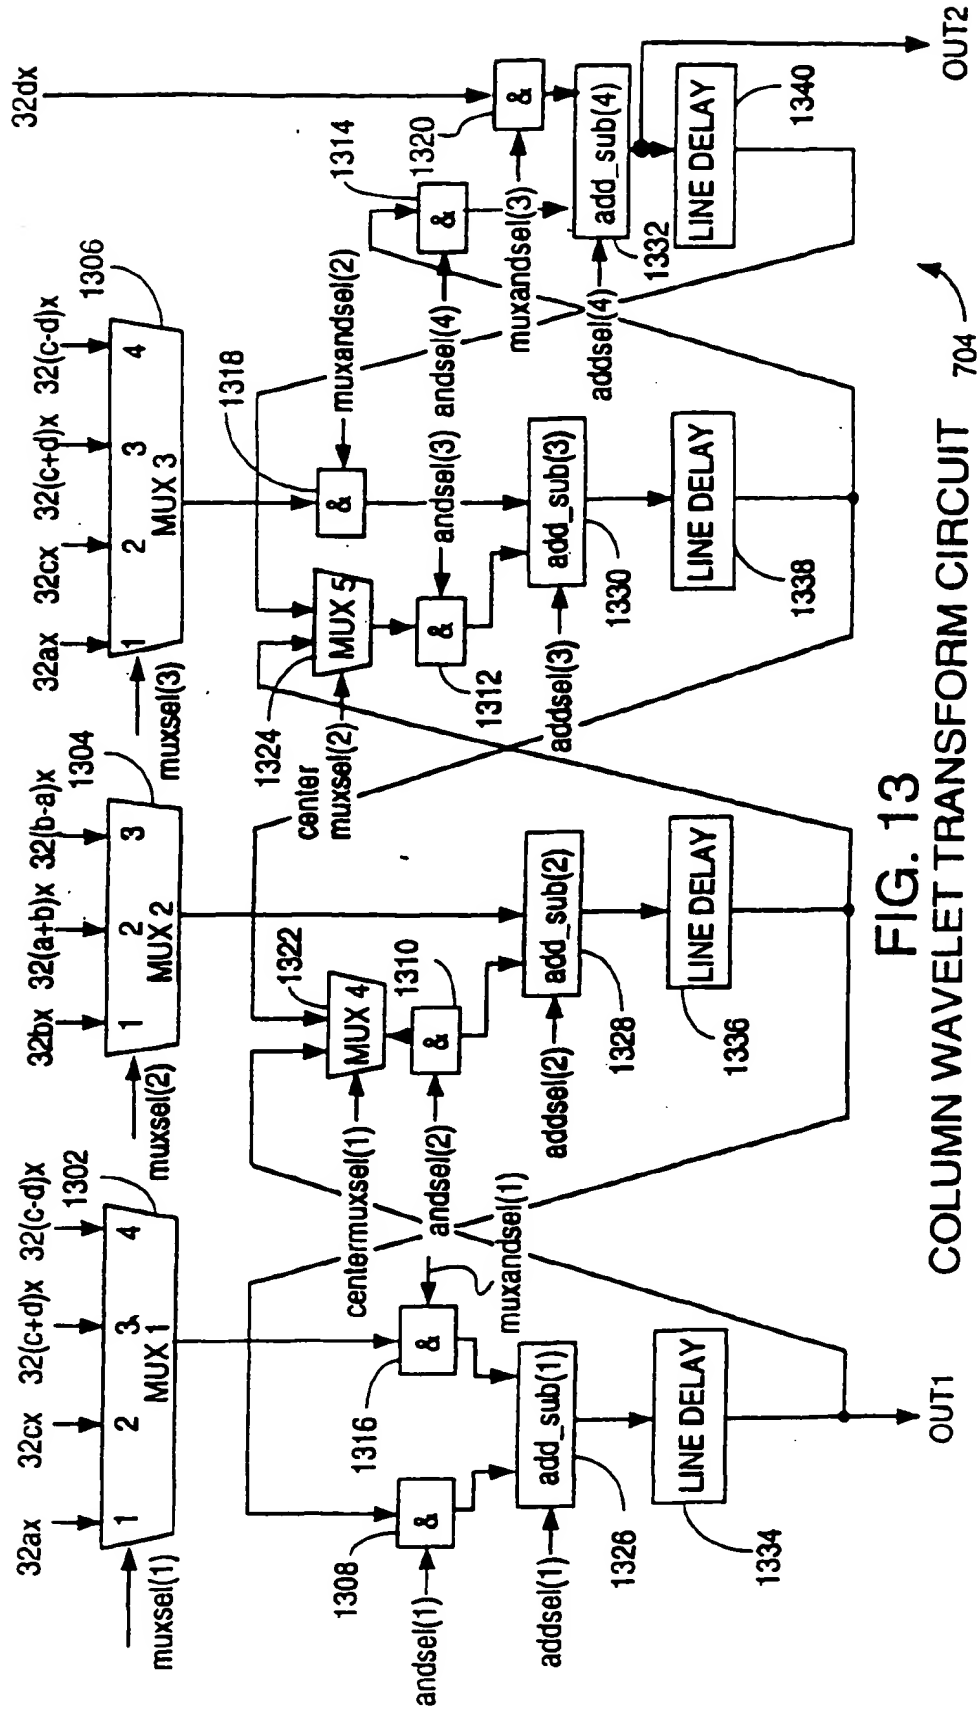 32ax
32cx
32(c+d)x
32(c-d)x
32bx
32(a+b)x
32(b-a)x
32ax
32cx
32(c+d)x
32(c-d)x
32dx
1
2
3
4
MUX 1
1302
muxsel(1)
1
2
3
MUX 2
1304
muxsel(2)
1
2
3
4
MUX 3
1306
muxsel(3)
MUX 4
1322
centermuxsel(1)
MUX 5
1324
center
muxsel(2)
&
1308
andsel(1)
&
1316
muxandsel(1)
&
1310
andsel(2)
&
1312
andsel(3)
&
1318
muxandsel(2)
&
1314
andsel(4)
&
1320
muxandsel(3)
add_sub(1)
1326
addsel(1)
add_sub(2)
1328
addsel(2)
add_sub(3)
1330
addsel(3)
add_sub(4)
1332
addsel(4)
LINE DELAY
1334
LINE DELAY
1336
LINE DELAY
1338
LINE DELAY
1340
OUT1
OUT2
704
FIG. 13
COLUMN WAVELET TRANSFORM CIRCUIT